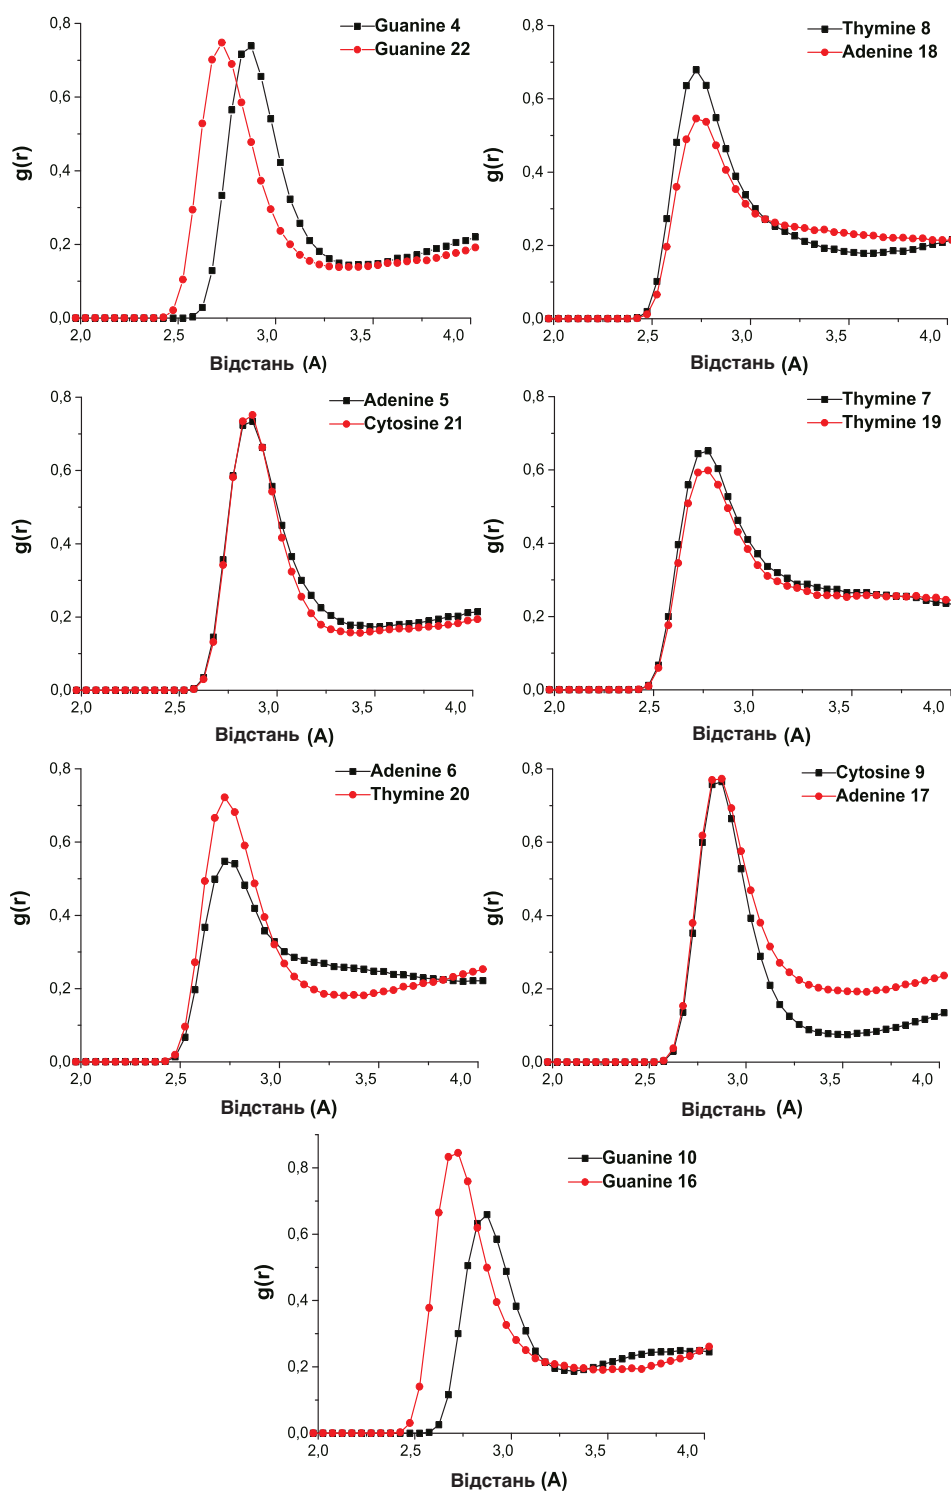 Guanine 4
Guanine 22
g(r)
0,8
0,6
0,4
0,2
0,0
2,0 2,5 3,0 3,5 4,0
Відстань (А)
Thymine 8
Adenine 18
g(r)
0,8
0,6
0,4
0,2
0,0
2,0 2,5 3,0 3,5 4,0
Відстань (А)
Adenine 5
Cytosine 21
g(r)
0,8
0,6
0,4
0,2
0,0
2,0 2,5 3,0 3,5 4,0
Відстань (А)
Thymine 7
Thymine 19
g(r)
0,8
0,6
0,4
0,2
0,0
2,0 2,5 3,0 3,5 4,0
Відстань (А)
Adenine 6
Thymine 20
g(r)
0,8
0,6
0,4
0,2
0,0
2,0 2,5 3,0 3,5 4,0
Відстань (А)
Cytosine 9
Adenine 17
g(r)
0,8
0,6
0,4
0,2
0,0
2,0 2,5 3,0 3,5 4,0
Відстань (А)
Guanine 10
Guanine 16
g(r)
0,8
0,6
0,4
0,2
0,0
2,0 2,5 3,0 3,5 4,0
Відстань (А)